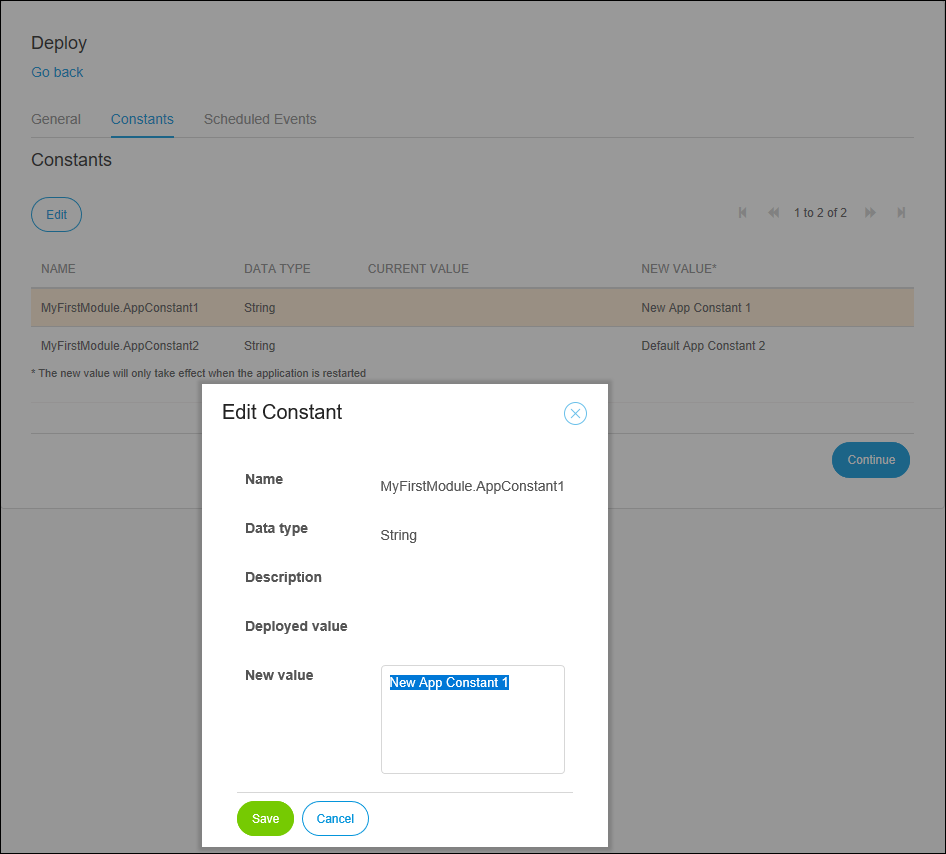 Deploy
Go back
General Constants Scheduled Events
Constants
Edit 1 to 2 of 2
NAME DATA TYPE CURRENT VALUE NEW VALUE*
MyFirstModule.AppConstant1 String New App Constant 1
MyFirstModule.AppConstant2 String Default App Constant 2
* The new value will only take effect when the application is restarted
Continue
Edit Constant
Name MyFirstModule.AppConstant1
Data type String
Description
Deployed value
New value New App Constant 1
Save Cancel